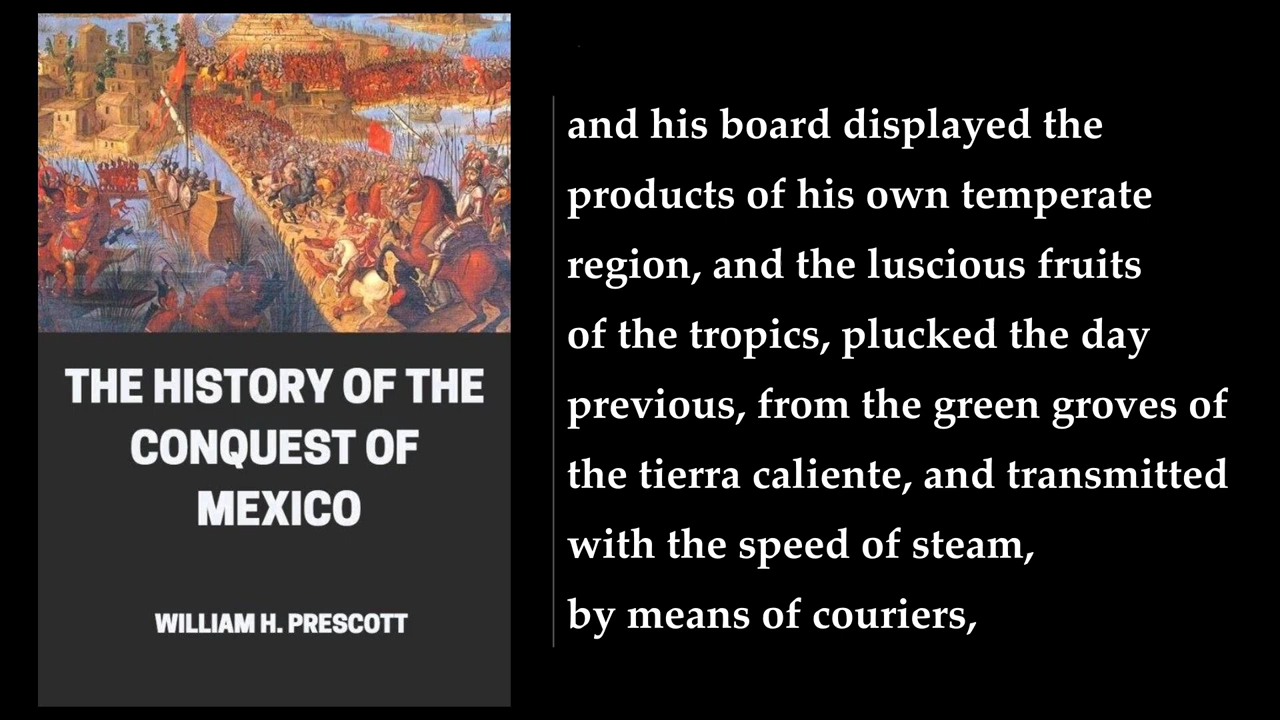 THE HISTORY OF THE
CONQUEST OF
MEXICO
WILLIAM H. PRESCOTT
and his board displayed the
products of his own temperate
region, and the luscious fruits
of the tropics, plucked the day
previous, from the green groves of
the tierra caliente, and transmitted
with the speed of steam,
by means of couriers,